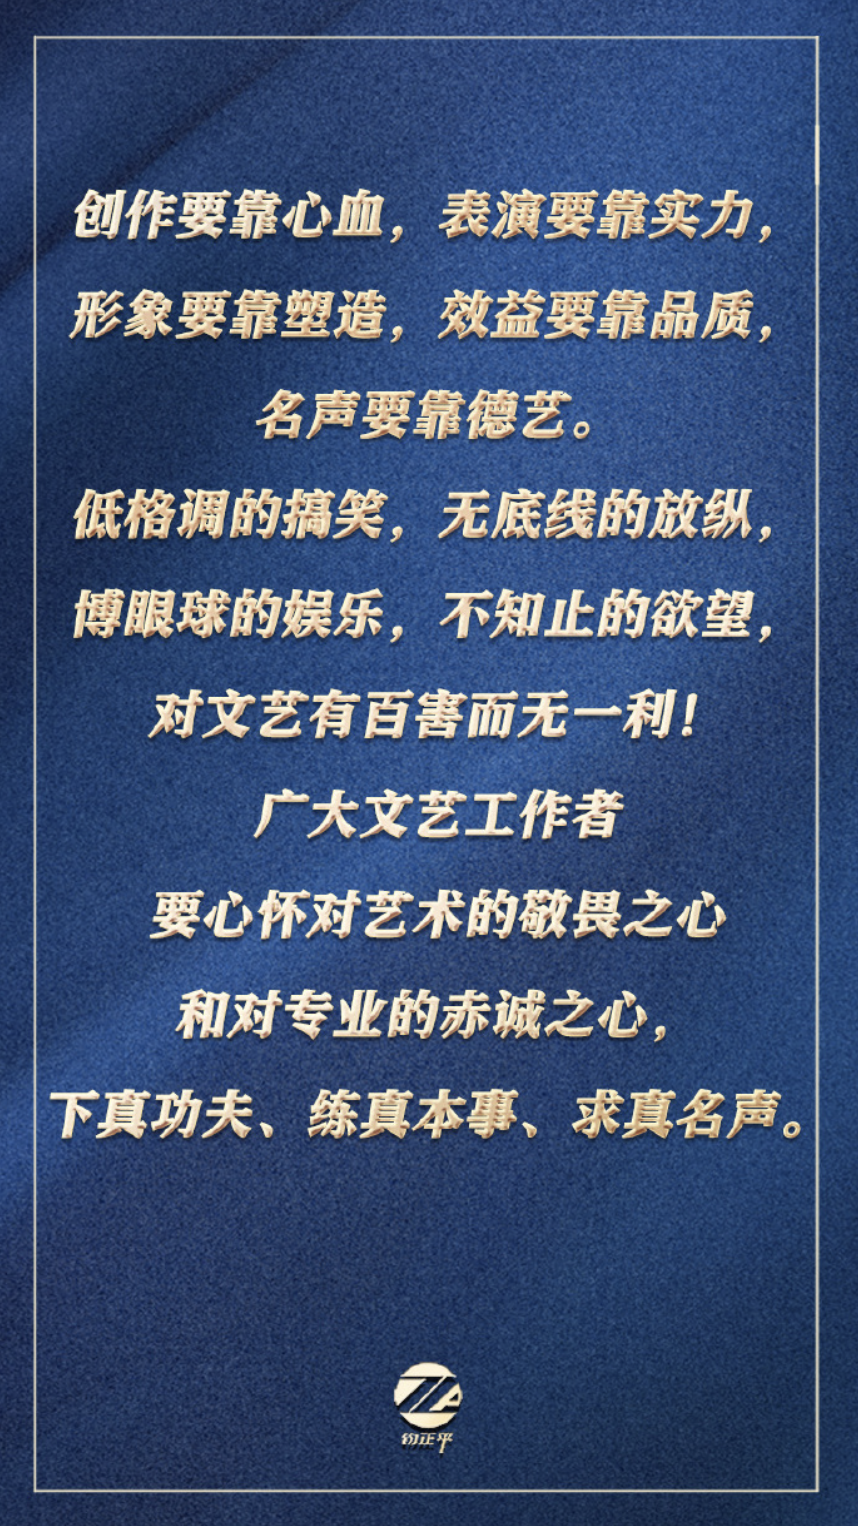 创作要靠心血，表演要靠实力，
形象要靠塑造，效益要靠品质，
名声要靠德艺。
低格调的搞笑，无底线的放纵，
博眼球的娱乐，不知止的欲望，
对文艺有百害而无一利！
广大文艺工作者
要心怀对艺术的敬畏之心
和对专业的赤诚之心，
下真功夫、练真本事、求真名声。
钧正平